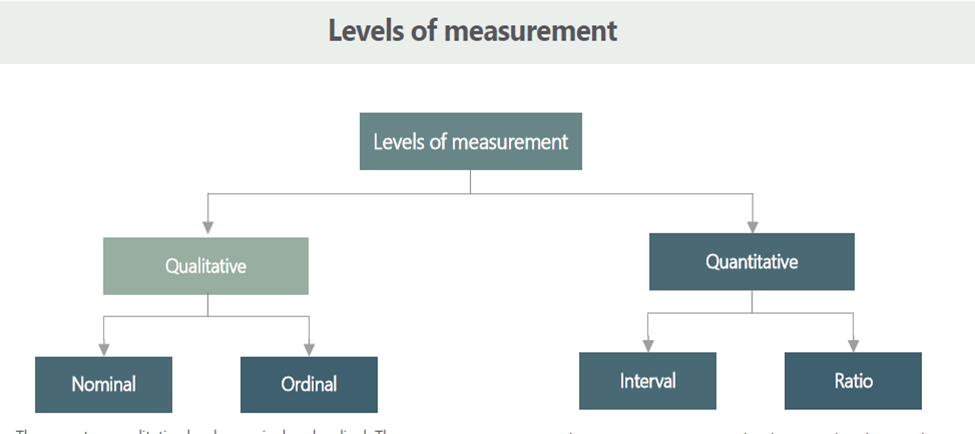 Levels of measurement
Levels of measurement
Qualitative
Quantitative
Nominal
Ordinal
Interval
Ratio